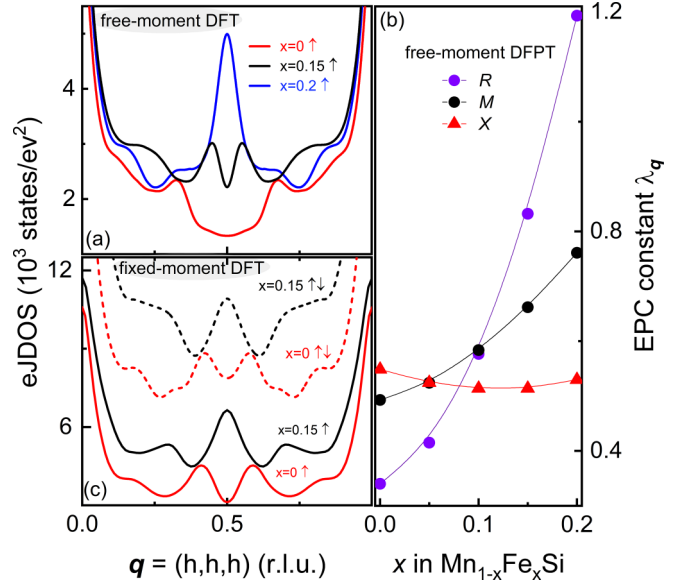 free-moment DFT
x=0 ↑
x=0.15 ↑
x=0.2 ↑
4
2
(a)
fixed-moment DFT
x=0.15 ↑↓
x=0 ↑↓
x=0.15 ↑
x=0 ↑
12
6
(c)
0.0
0.5
q = (h,h,h) (r.l.u.)
eJDOS (10³ states/ev²)
(b)
free-moment DFPT
R
M
X
1.2
0.8
0.4
EPC constant λq
0.0
0.1
0.2
x in Mn₁₋ₓFeₓSi